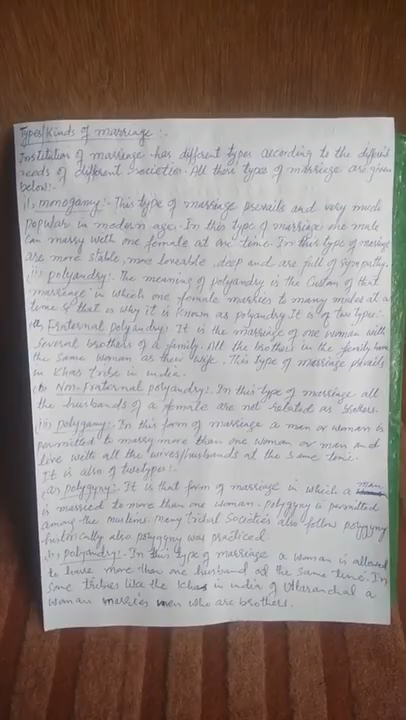 Types/Kinds of marriage :-
Institution of marriage has different types according to the different
needs of different Societies. All those types of marriage are given
below:-
(i) monogamy:- This type of marriage prevails and very much
popular in modern age. In this type of marriage one male
can marry with one female at one time. In this type of marriage
are more stable, more loveable, deep and are full of sympathy.
(ii) polyandry:- The meaning of polyandry is the Custom of that
marriage in which one female marries to many males at a
time & that is why it is known as polyandry. It is of two types:-
(a) Fraternal polyandry:- It is the marriage of one woman with
several brothers of a family. All the brothers in the family have
the same woman as their wife. This type of marriage prevails
in Khas tribe in india.
(b) Non-fraternal polyandry:- In this type of marriage all
the husbands of a female are not related as brothers.
(iii) polygamy:- In this form of marriage a man or woman is
permitted to marry more than one woman or man and
live with all the wives/husbands at the same time.
It is also of two types:-
(a) polygyny:- It is that form of marriage in which a man
is married to more than one woman. polygyny is permitted
among the muslims. many tribal Societies also follow polygyny
historically also polygyny was practiced.
(b) polyandry:- In this type of marriage a woman is allowed
to have more than one husband at the same time. In
some tribes like the Khas in india of Uttaranchal a
woman marries men who are brothers.